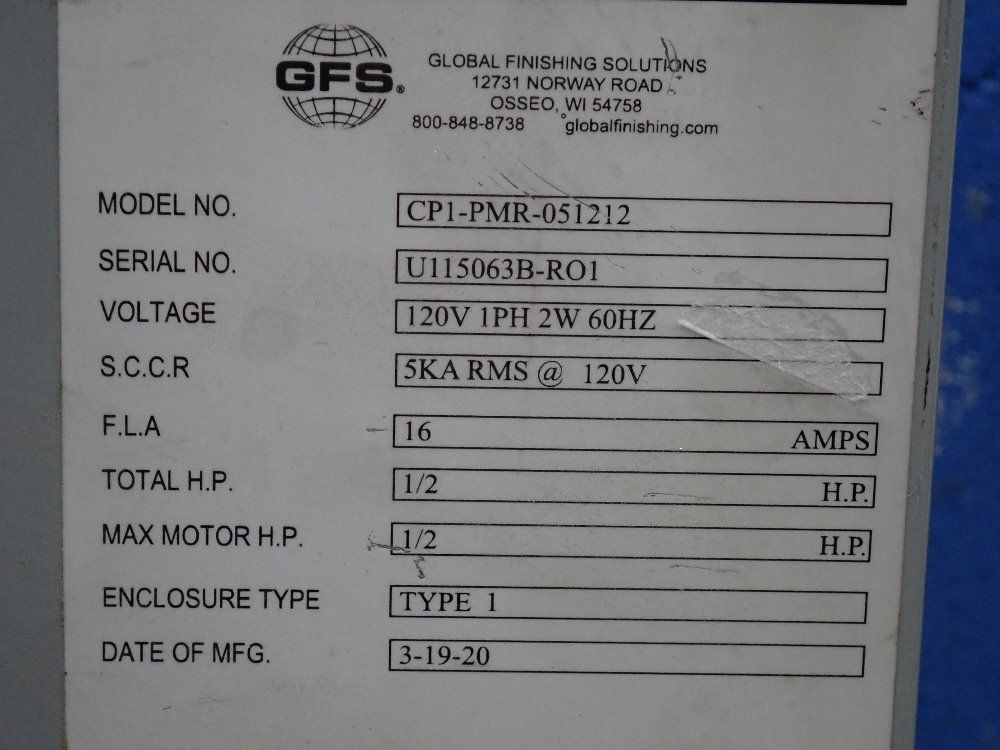 GFS®
GLOBAL FINISHING SOLUTIONS
12731 NORWAY ROAD
OSSEO, WI 54758
800-848-8738 globalfinishing.com
MODEL NO. CP1-PMR-051212
SERIAL NO. U115063B-RO1
VOLTAGE 120V 1PH 2W 60HZ
S.C.C.R 5KA RMS @ 120V
F.L.A 16 AMPS
TOTAL H.P. 1/2 H.P.
MAX MOTOR H.P. 1/2 H.P.
ENCLOSURE TYPE TYPE 1
DATE OF MFG. 3-19-20